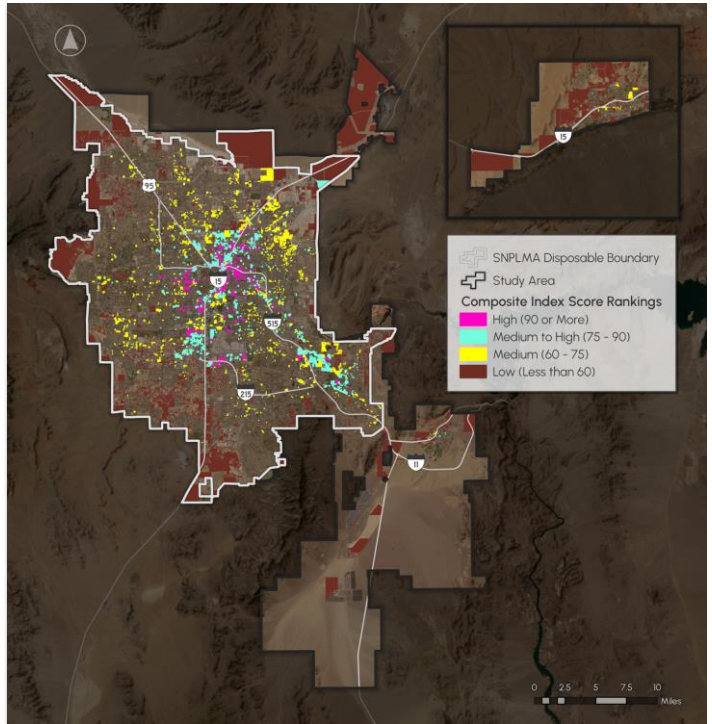 95
15
515
215
11
15
SNPLMA Disposable Boundary
Study Area
Composite Index Score Rankings
High (90 or More)
Medium to High (75 - 90)
Medium (60 - 75)
Low (Less than 60)
0 2.5 5 7.5 10
Miles